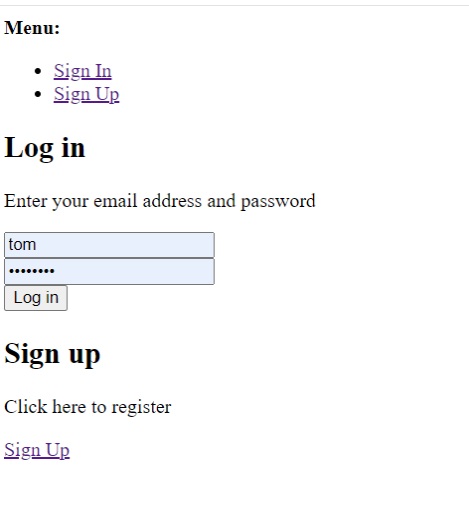 Menu:
Sign In
Sign Up
Log in
Enter your email address and password
tom
••••••••
Log in
Sign up
Click here to register
Sign Up